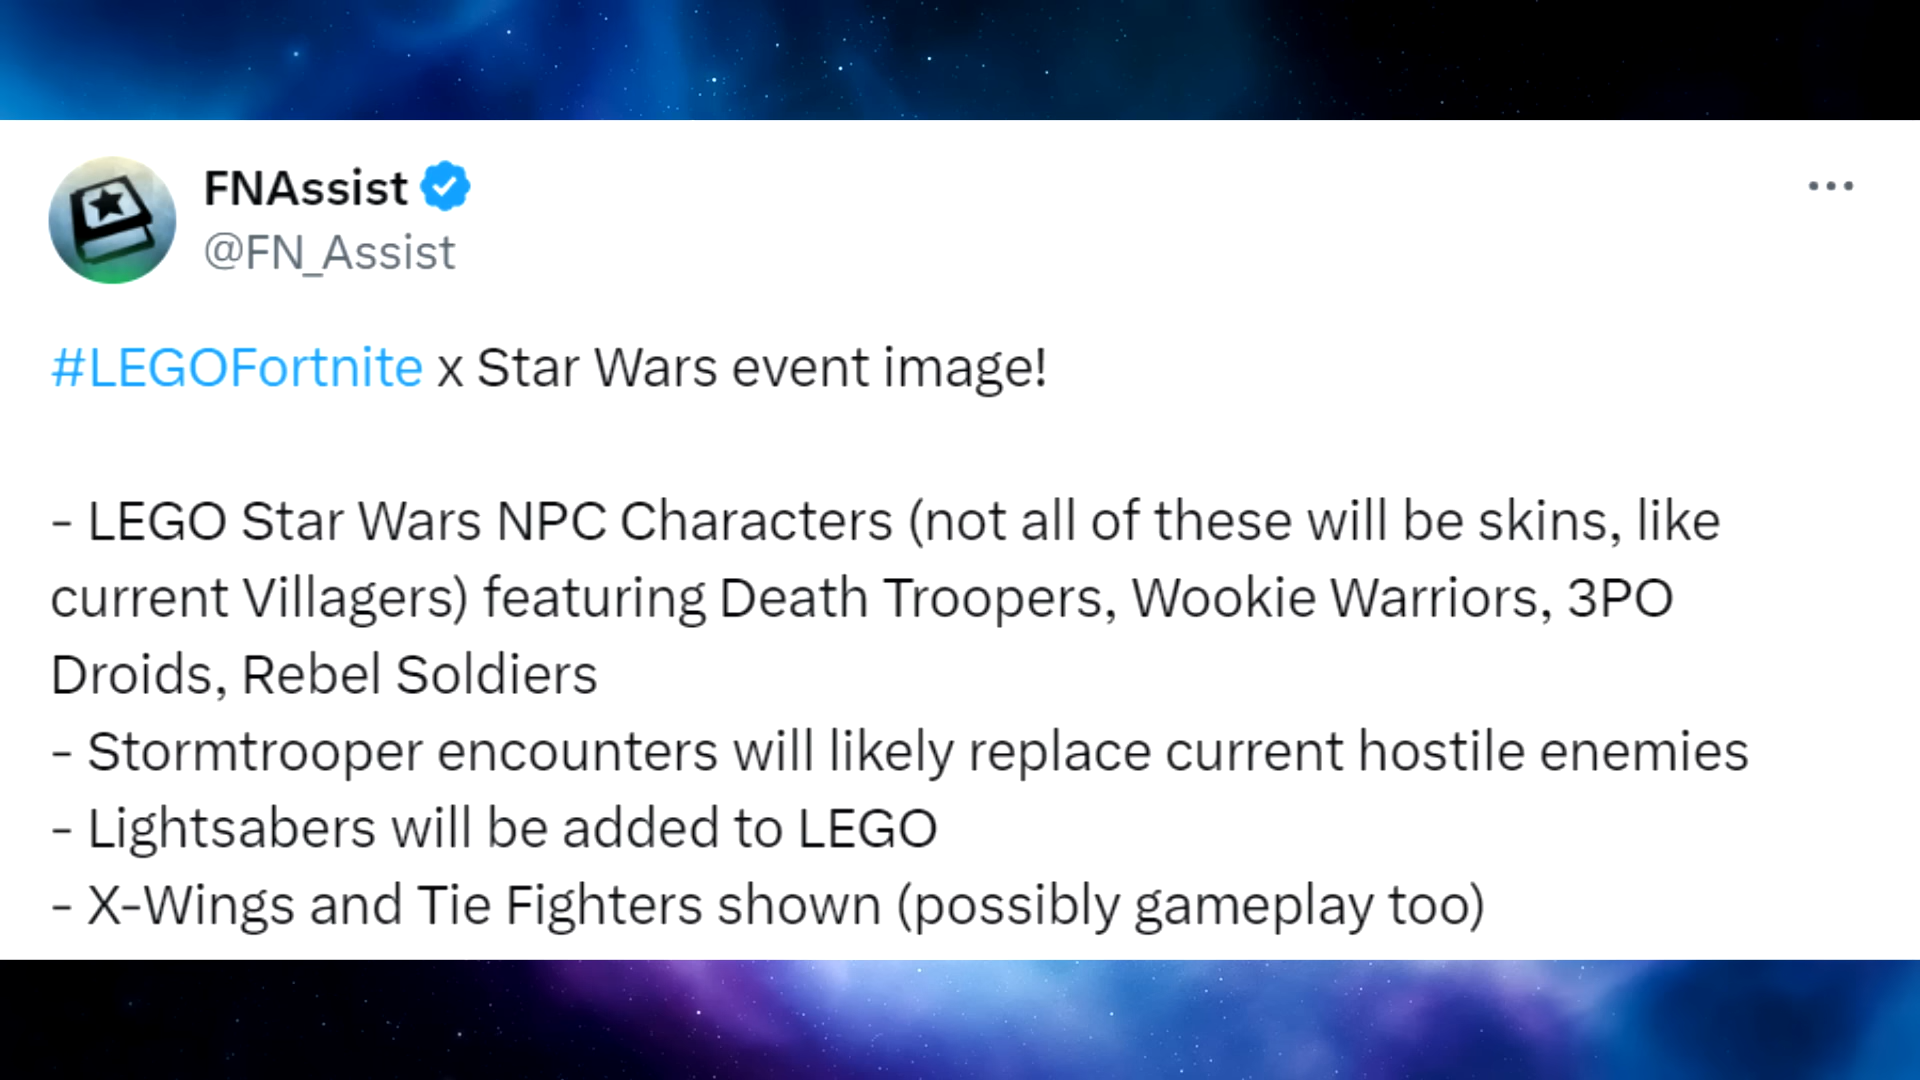 FNAssist
@FN_Assist
#LEGOFortnite x Star Wars event image!
- LEGO Star Wars NPC Characters (not all of these will be skins, like
current Villagers) featuring Death Troopers, Wookie Warriors, 3PO
Droids, Rebel Soldiers
- Stormtrooper encounters will likely replace current hostile enemies
- Lightsabers will be added to LEGO
- X-Wings and Tie Fighters shown (possibly gameplay too)